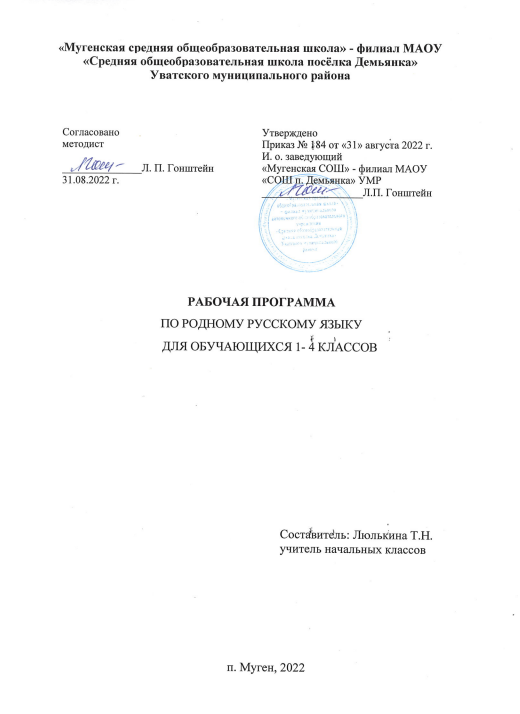 «Мугенская средняя общеобразовательная школа» - филиал МАОУ
«Средняя общеобразовательная школа посёлка Демьянка»
Уватского муниципального района
Согласовано
методист
Л. П. Гонштейн
31.08.2022 г.
Утверждено
Приказ № 184 от «31» августа 2022 г.
И. о. заведующий
«Мугенская СОШ» - филиал МАОУ
«СОШ п. Демьянка» УМР
Л.П. Гонштейн
РАБОЧАЯ ПРОГРАММА
ПО РОДНОМУ РУССКОМУ ЯЗЫКУ
ДЛЯ ОБУЧАЮЩИХСЯ 1- 4 КЛАССОВ
Составитель: Люлькина Т.Н.
учитель начальных классов
п. Муген, 2022